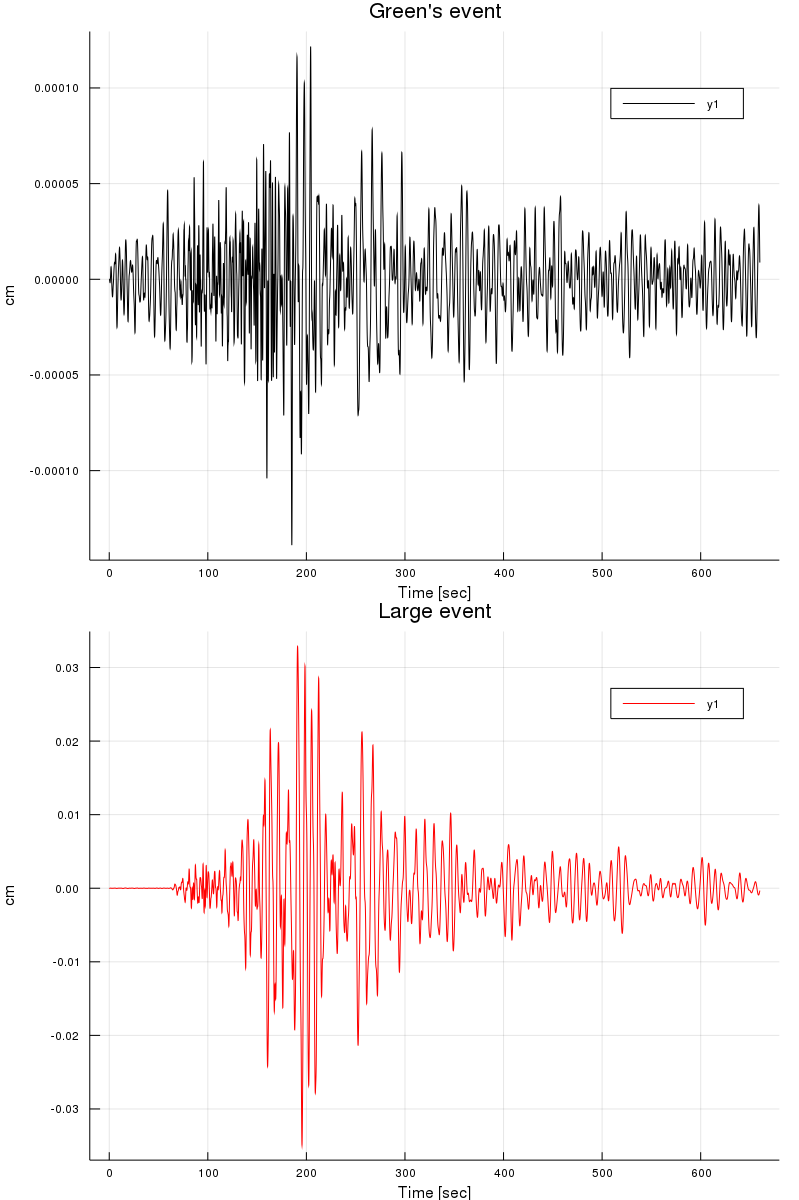 Green's event
y1
0.00010
0.00005
0.00000
-0.00005
-0.00010
cm
0 100 200 300 400 500 600
Time [sec]
Large event
y1
0.03
0.02
0.01
0.00
-0.01
-0.02
-0.03
cm
0 100 200 300 400 500 600
Time [sec]